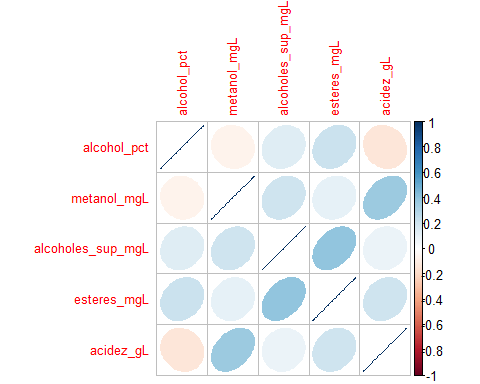 alcohol_pct
metanol_mgL
alcoholes_sup_mgL
esteres_mgL
acidez_gL
alcohol_pct
metanol_mgL
alcoholes_sup_mgL
esteres_mgL
acidez_gL
1
0.8
0.6
0.4
0.2
0
-0.2
-0.4
-0.6
-0.8
-1